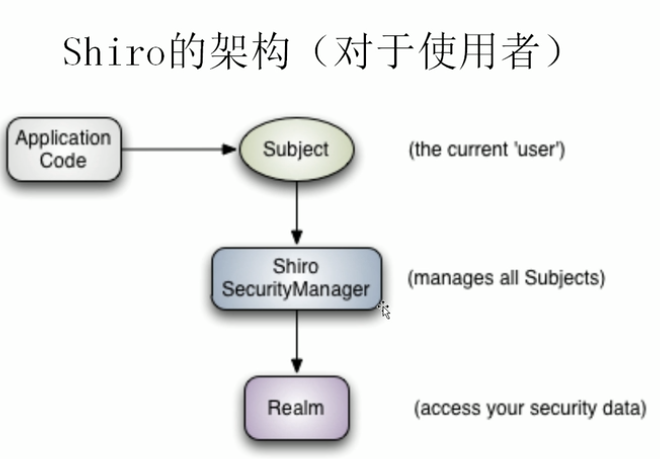 Shiro的架构（对于使用者）
Application
Code
Subject
(the current 'user')
Shiro
SecurityManager
(manages all Subjects)
Realm
(access your security data)